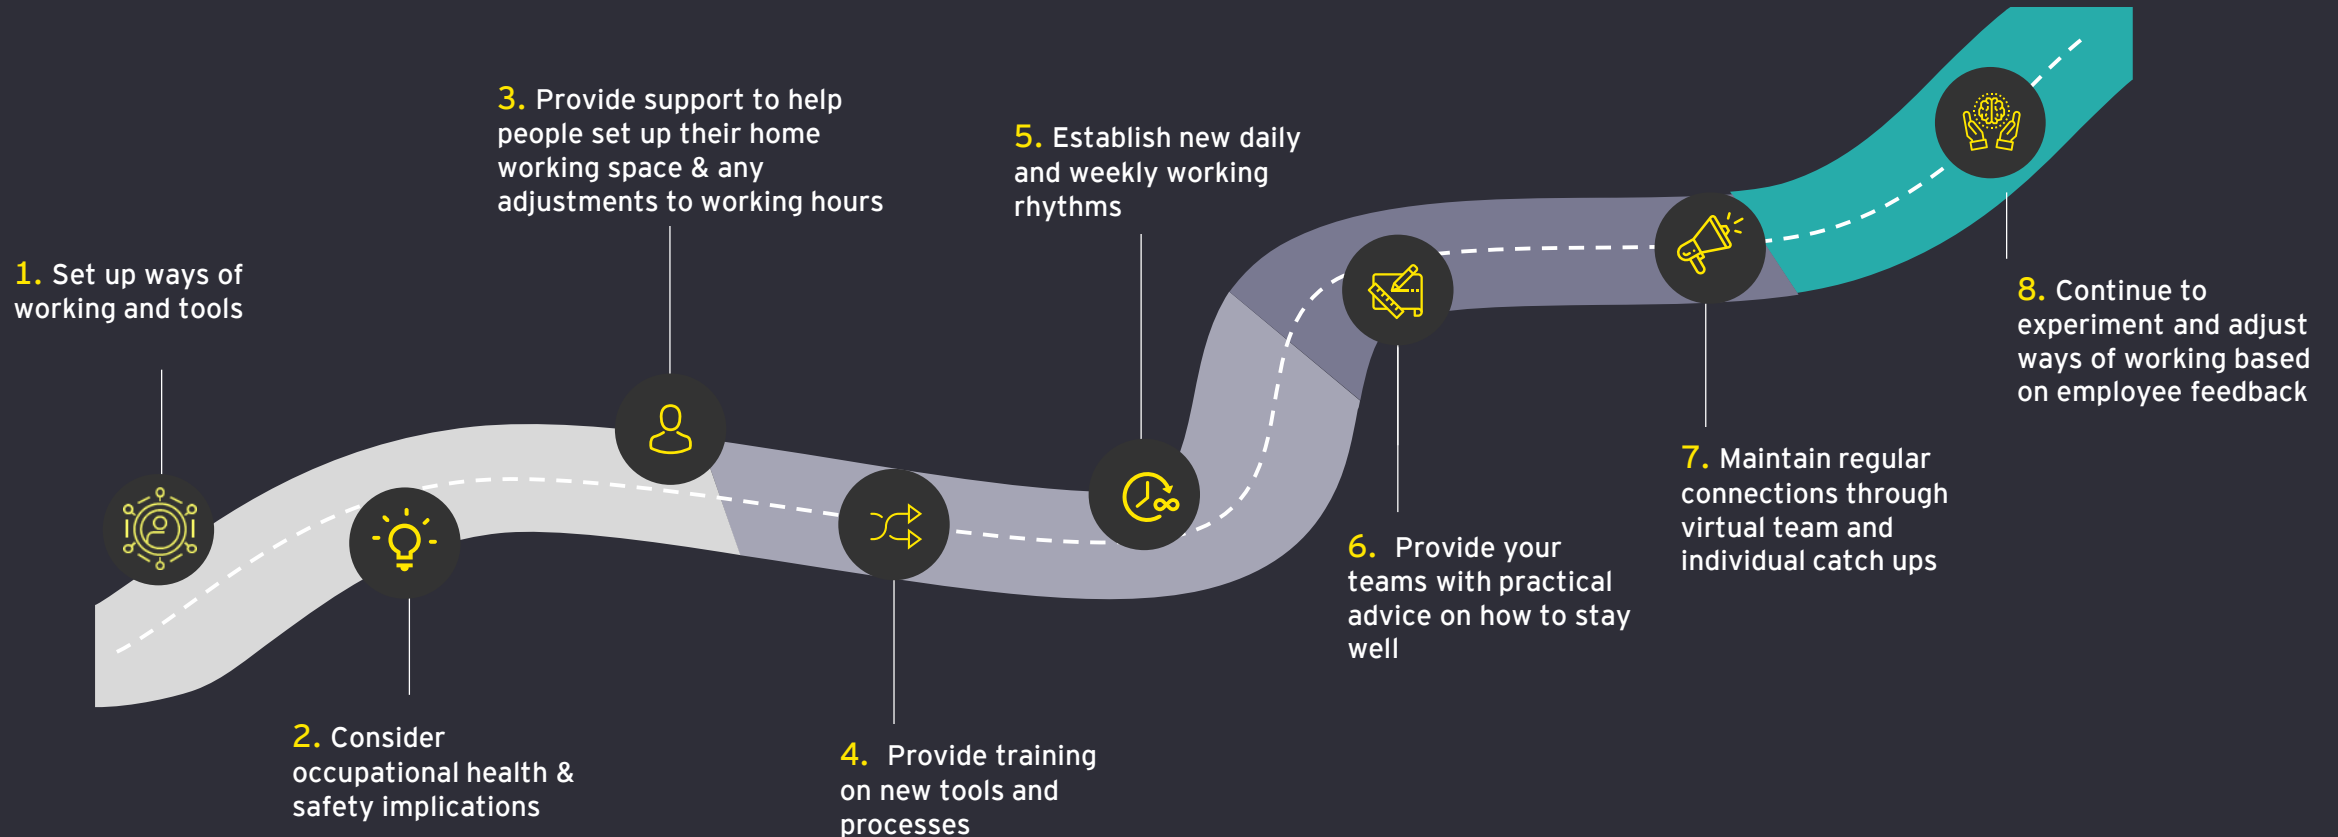 1. Set up ways of
working and tools
2. Consider
occupational health &
safety implications
3. Provide support to help
people set up their home
working space & any
adjustments to working hours
4. Provide training
on new tools and
processes
5. Establish new daily
and weekly working
rhythms
6. Provide your
teams with practical
advice on how to stay
well
7. Maintain regular
connections through
virtual team and
individual catch ups
8. Continue to
experiment and adjust
ways of working based
on employee feedback